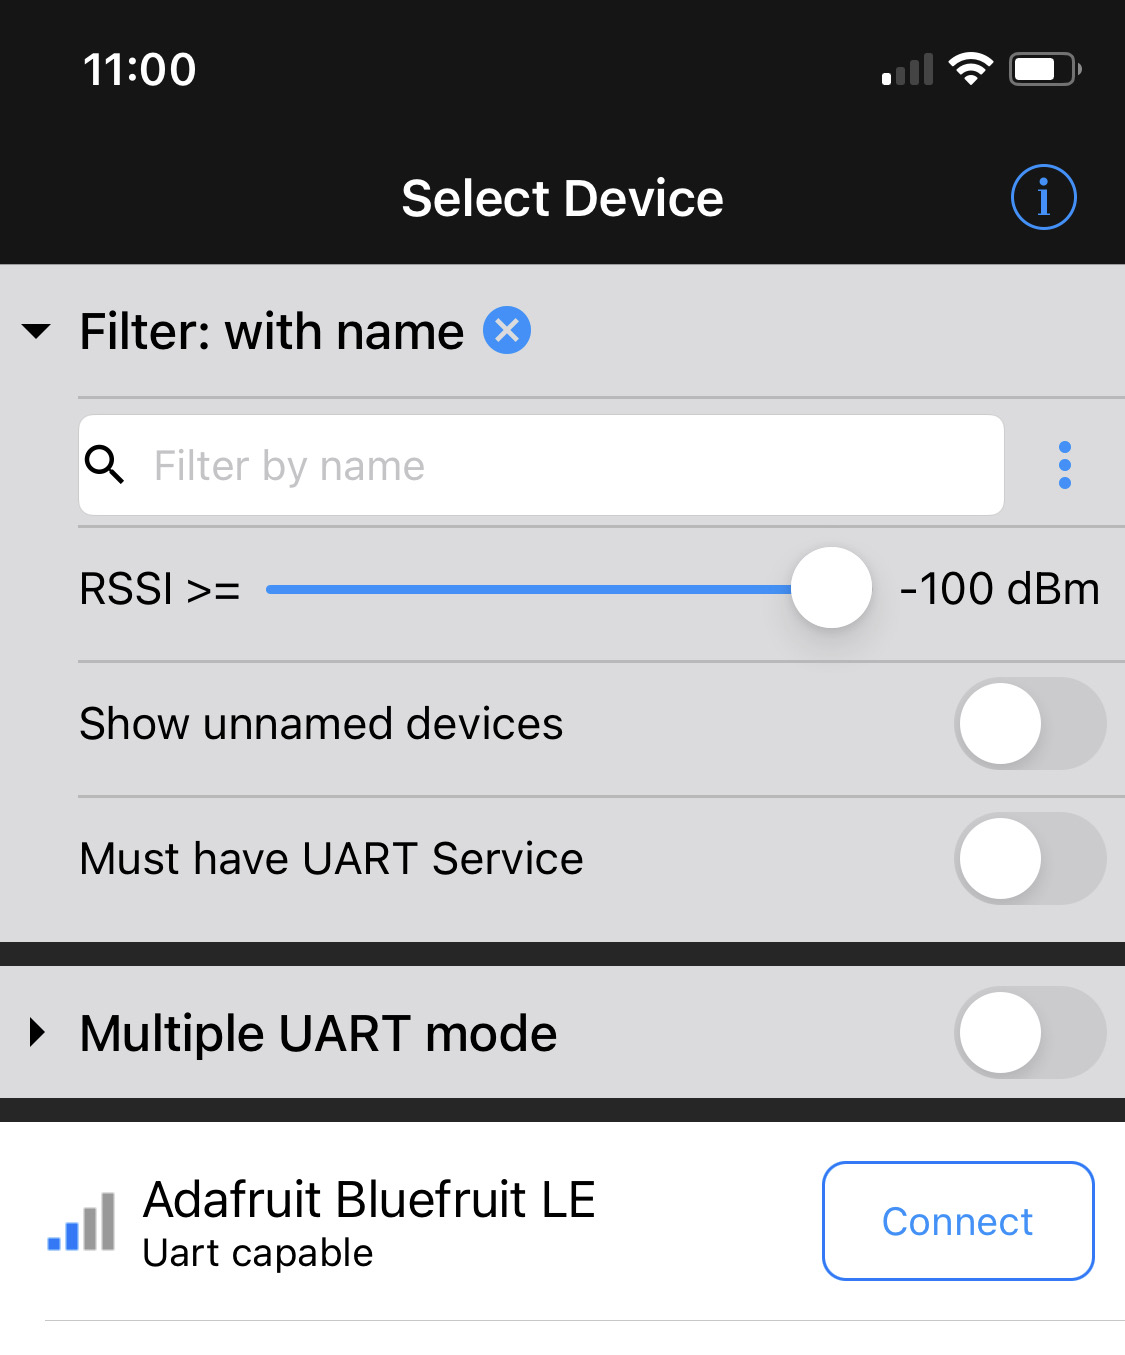 11:00
Select Device
Filter: with name
Filter by name
RSSI >= -100 dBm
Show unnamed devices
Must have UART Service
Multiple UART mode
Adafruit Bluefruit LE
Uart capable
Connect